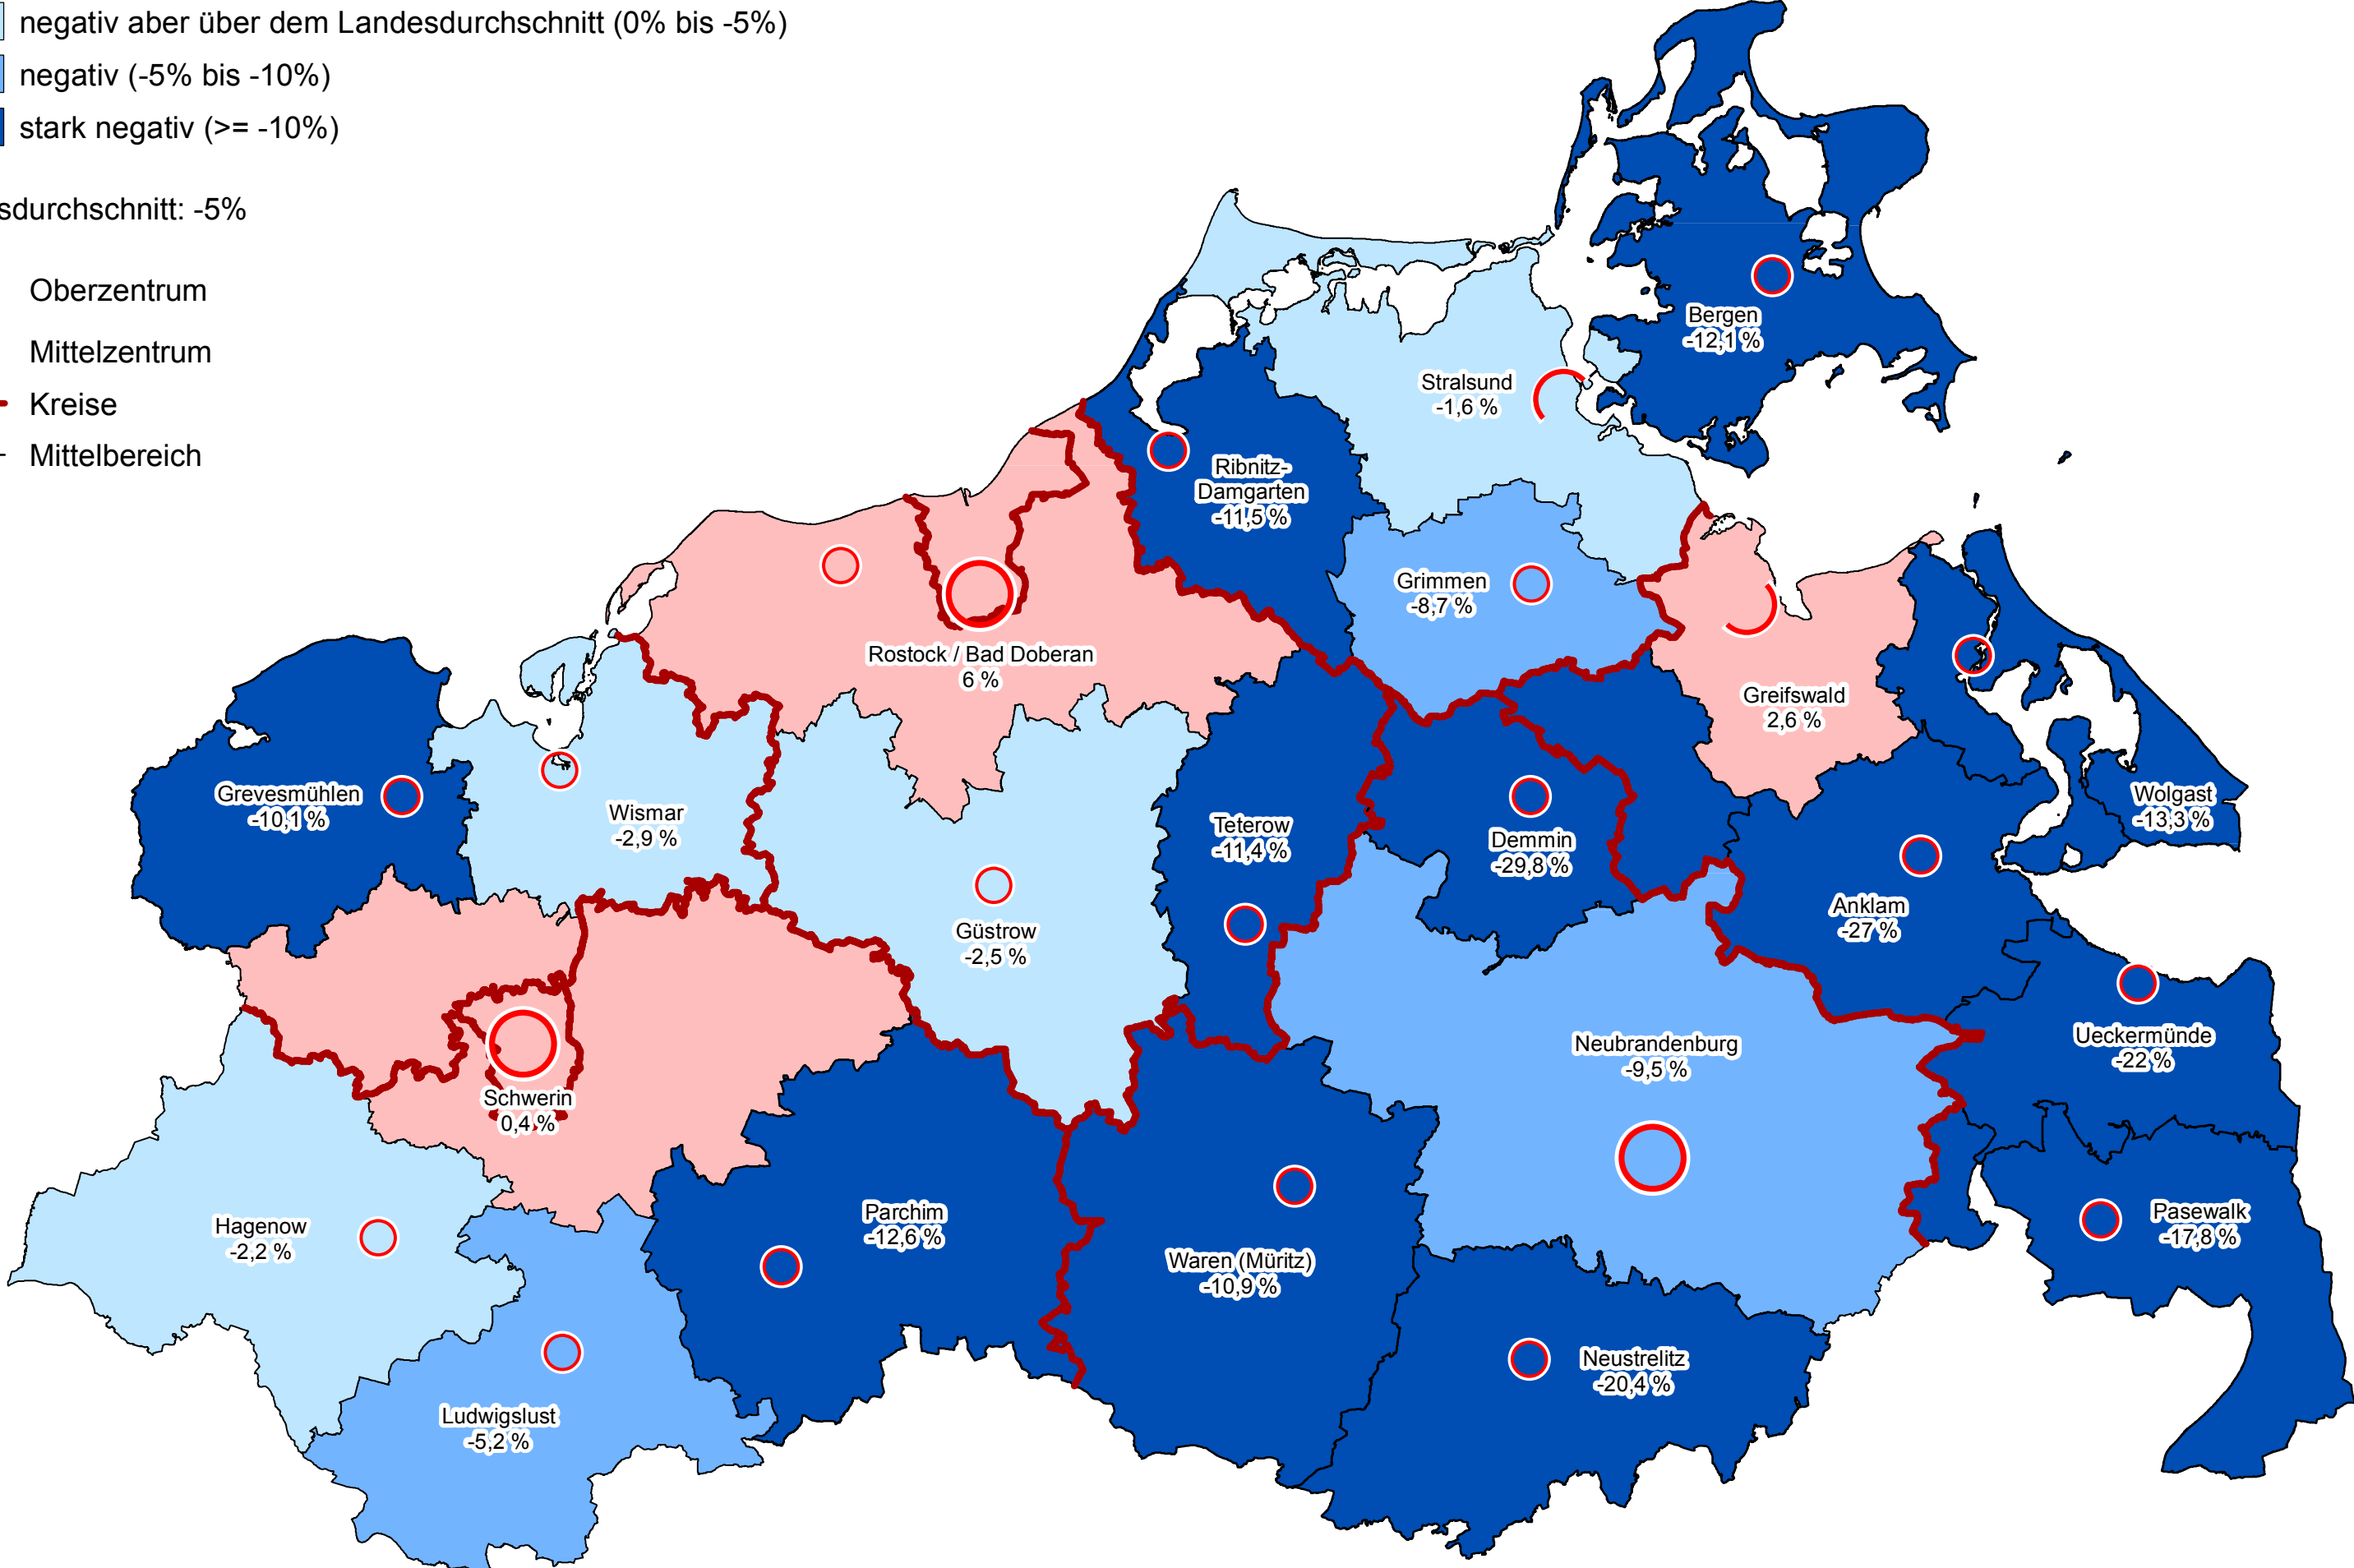 negativ aber über dem Landesdurchschnitt (0% bis -5%)
negativ (-5% bis -10%)
stark negativ (>= -10%)
sdurchschnitt: -5%
Oberzentrum
Mittelzentrum
Kreise
Mittelbereich
Bergen
-12,1 %
Stralsund
-1,6 %
Ribnitz-
Damgarten
-11,5 %
Grimmen
-8,7 %
Rostock / Bad Doberan
6 %
Greifswald
2,6 %
Grevesmühlen
-10,1 %
Wismar
-2,9 %
Teterow
-11,4 %
Demmin
-29,8 %
Wolgast
-13,3 %
Anklam
-27 %
Güstrow
-2,5 %
Ueckermünde
-22 %
Neubrandenburg
-9,5 %
Schwerin
0,4 %
Hagenow
-2,2 %
Parchim
-12,6 %
Waren (Müritz)
-10,9 %
Pasewalk
-17,8 %
Neustrelitz
-20,4 %
Ludwigslust
-5,2 %